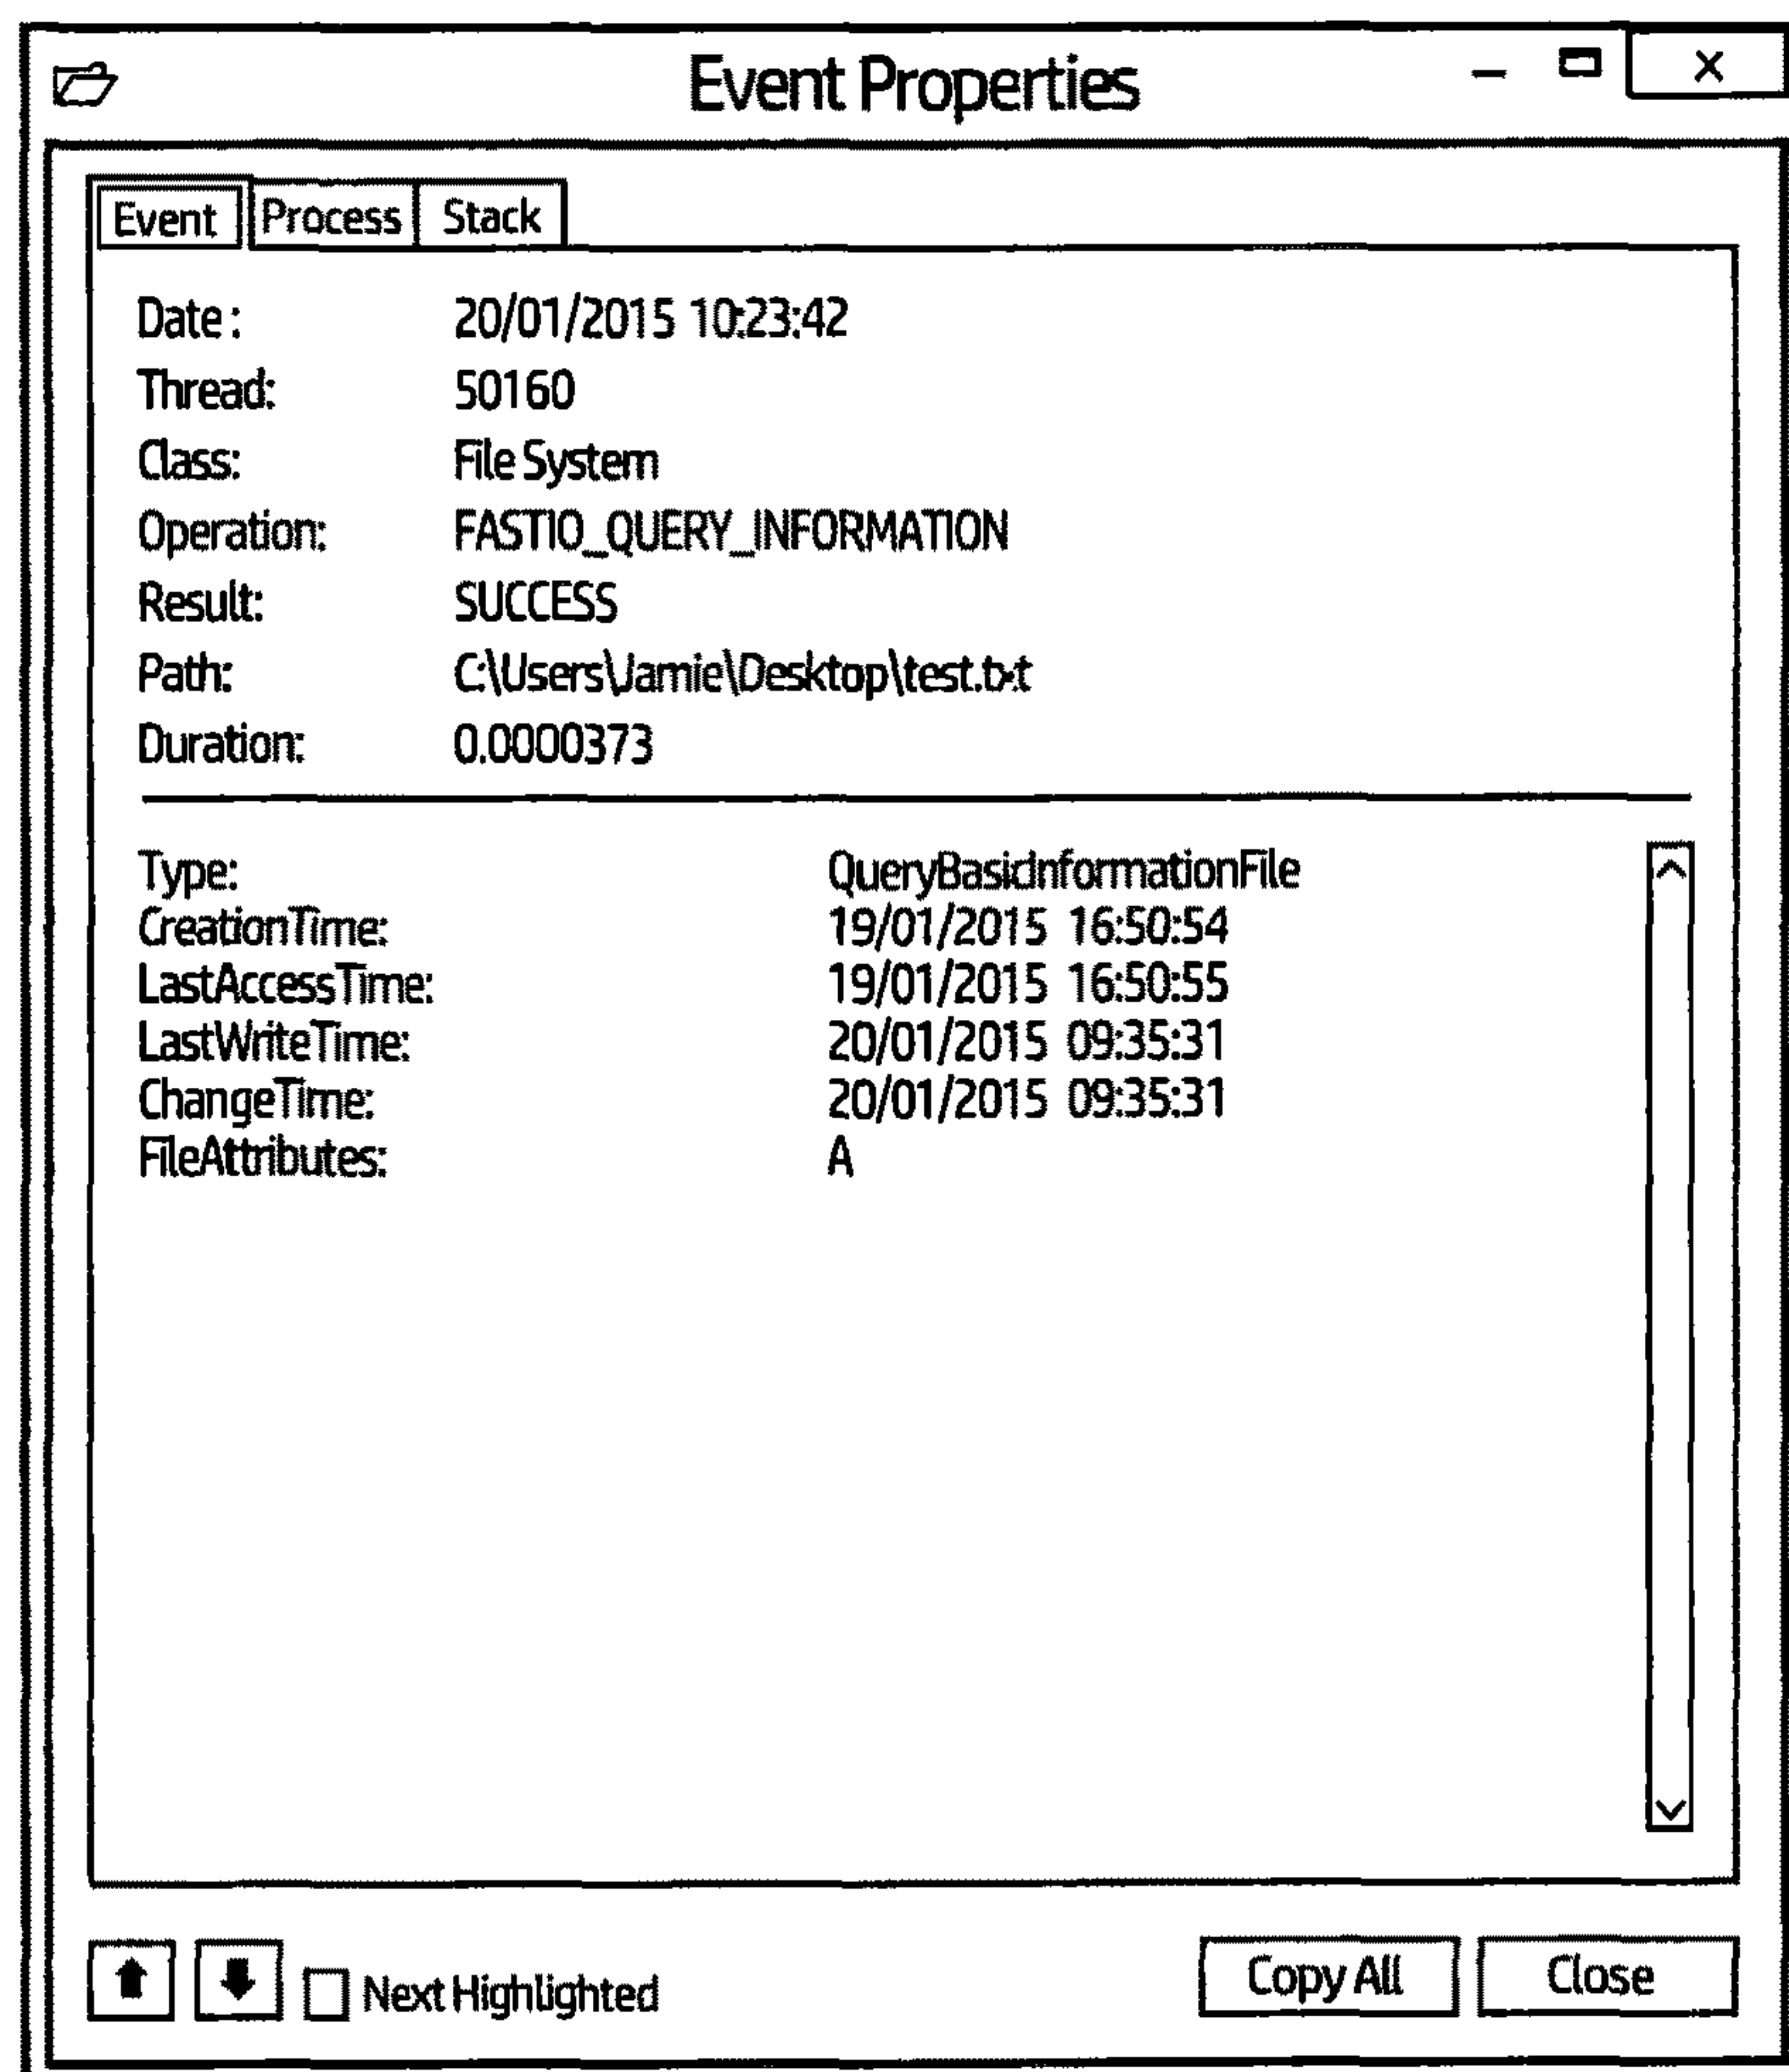 Event Properties
Event Process Stack
Date : 20/01/2015 10:23:42
Thread: 50160
Class: File System
Operation: FASTIO_QUERY_INFORMATION
Result: SUCCESS
Path: C:\Users\Jamie\Desktop\test.txt
Duration: 0.0000373
Type: QueryBasicInformationFile
CreationTime: 19/01/2015 16:50:54
LastAccessTime: 19/01/2015 16:50:55
LastWriteTime: 20/01/2015 09:35:31
ChangeTime: 20/01/2015 09:35:31
FileAttributes: A
Next Highlighted Copy All Close